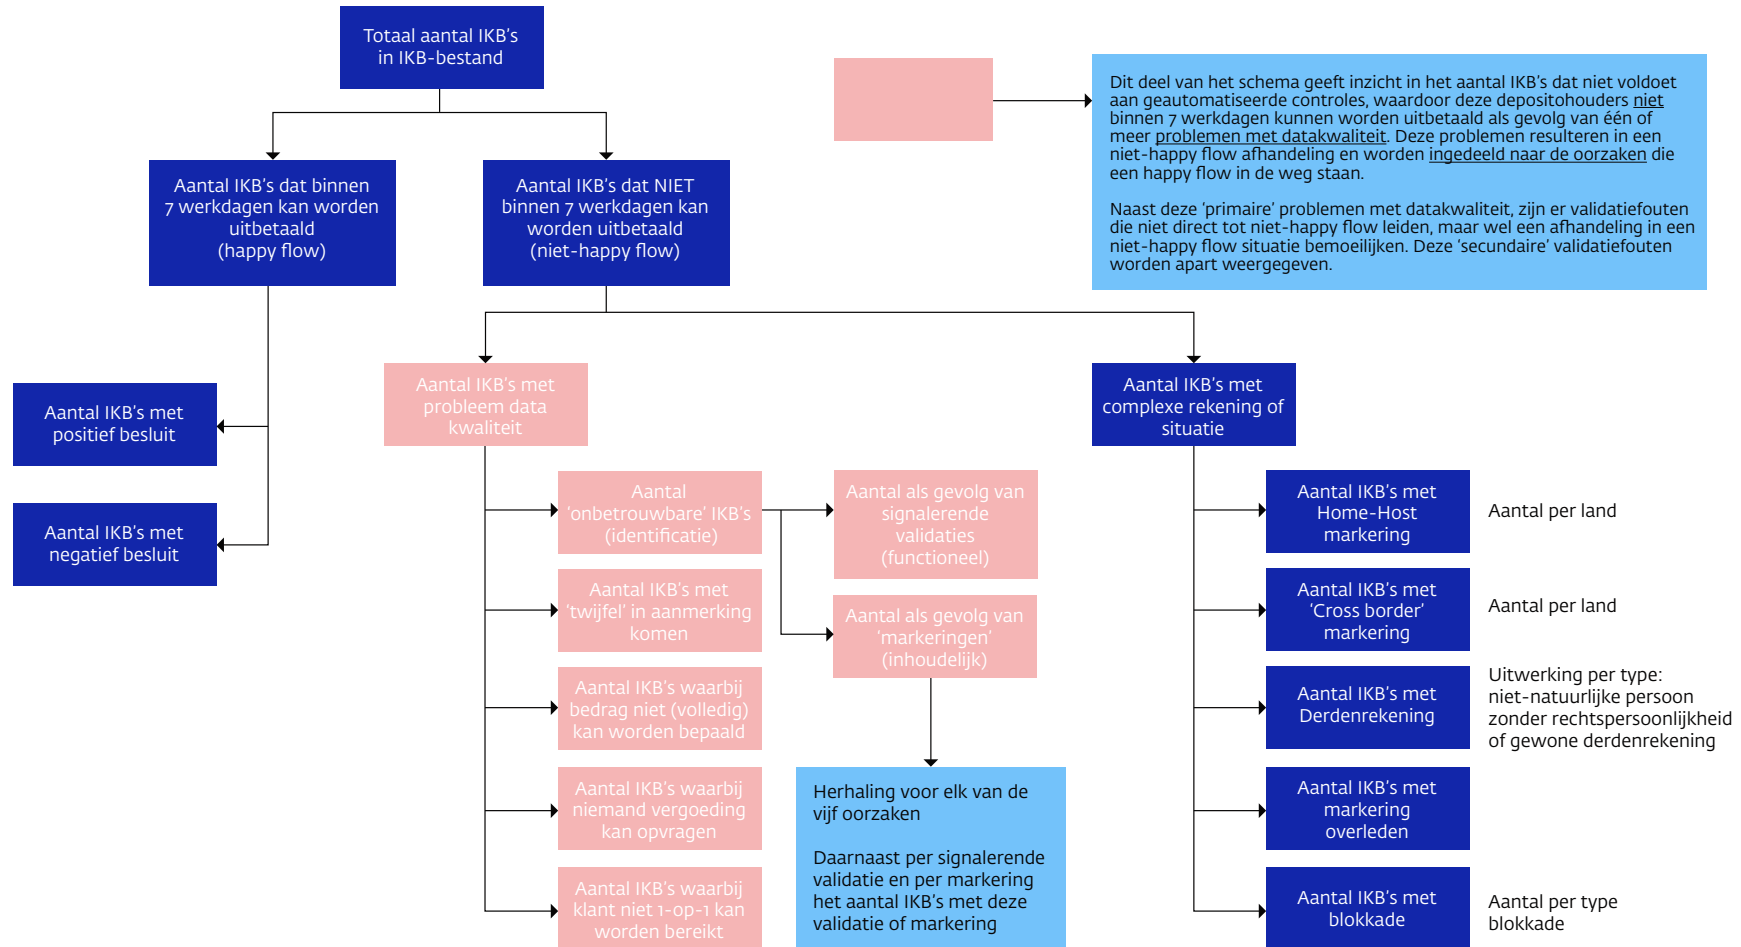 Totaal aantal IKB's
in IKB-bestand
Dit deel van het schema geeft inzicht in het aantal IKB's dat niet voldoet
aan geautomatiseerde controles, waardoor deze depositohouders niet
binnen 7 werkdagen kunnen worden uitbetaald als gevolg van één of
meer problemen met datakwaliteit. Deze problemen resulteren in een
niet-happy flow afhandeling en worden ingedeeld naar de oorzaken die
een happy flow in de weg staan.
Naast deze 'primaire' problemen met datakwaliteit, zijn er validatiefouten
die niet direct tot niet-happy flow leiden, maar wel een afhandeling in een
niet-happy flow situatie bemoeilijken. Deze 'secundaire' validatiefouten
worden apart weergegeven.
Aantal IKB's dat binnen
7 werkdagen kan worden
uitbetaald
(happy flow)
Aantal IKB's dat NIET
binnen 7 werkdagen kan
worden uitbetaald
(niet-happy flow)
Aantal IKB's met
positief besluit
Aantal IKB's met
negatief besluit
Aantal IKB's met
probleem data
kwaliteit
Aantal
'onbetrouwbare' IKB's
(identificatie)
Aantal IKB's met
'twijfel' in aanmerking
komen
Aantal IKB's waarbij
bedrag niet (volledig)
kan worden bepaald
Aantal IKB's waarbij
niemand vergoeding
kan opvragen
Aantal IKB's waarbij
klant niet 1-op-1 kan
worden bereikt
Aantal als gevolg van
signalerende
validaties
(functioneel)
Aantal als gevolg van
'markeringen'
(inhoudelijk)
Herhaling voor elk van de
vijf oorzaken
Daarnaast per signalerende
validatie en per markering
het aantal IKB's met deze
validatie of markering
Aantal IKB's met
complexe rekening of
situatie
Aantal IKB's met
Home-Host
markering
Aantal per land
Aantal IKB's met
'Cross border'
markering
Aantal per land
Aantal IKB's met
Derdenrekening
Uitwerking per type:
niet-natuurlijke persoon
zonder rechtspersoonlijkheid
of gewone derdenrekening
Aantal IKB's met
markering
overleden
Aantal IKB's met
blokkade
Aantal per type
blokkade